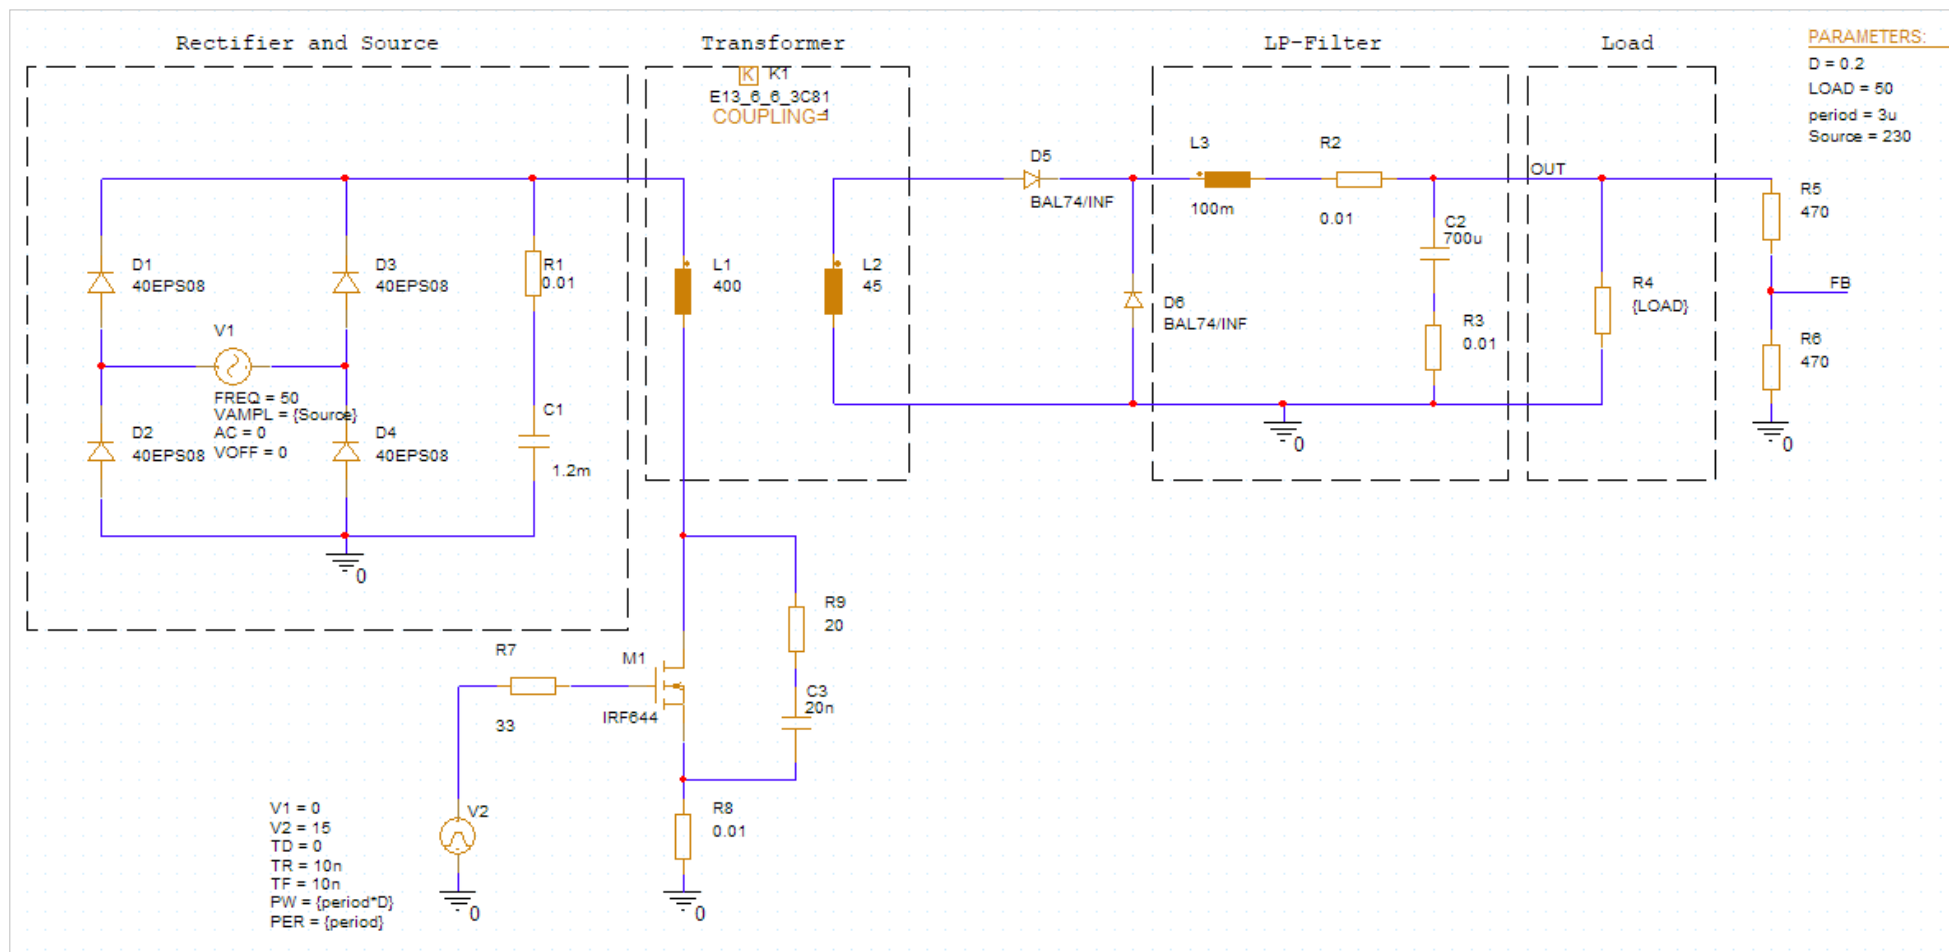 Rectifier and Source
Transformer
LP-Filter
Load
PARAMETERS:
D = 0.2
LOAD = 50
period = 3u
Source = 230
K K1
E13_6_6_3C81
COUPLING=1
D1
40EPS08
D3
40EPS08
R1
0.01
V1
FREQ = 50
VAMPL = {Source}
AC = 0
VOFF = 0
D2
40EPS08
D4
40EPS08
C1
1.2m
0
L1
400
L2
45
D5
BAL74/INF
D6
BAL74/INF
L3
100m
R2
0.01
C2
700u
R3
0.01
0
OUT
R4
{LOAD}
R5
470
FB
R6
470
0
R9
20
C3
20n
R7
33
M1
IRF644
R8
0.01
0
V2
V1 = 0
V2 = 15
TD = 0
TR = 10n
TF = 10n
PW = {period*D}
PER = {period}
0